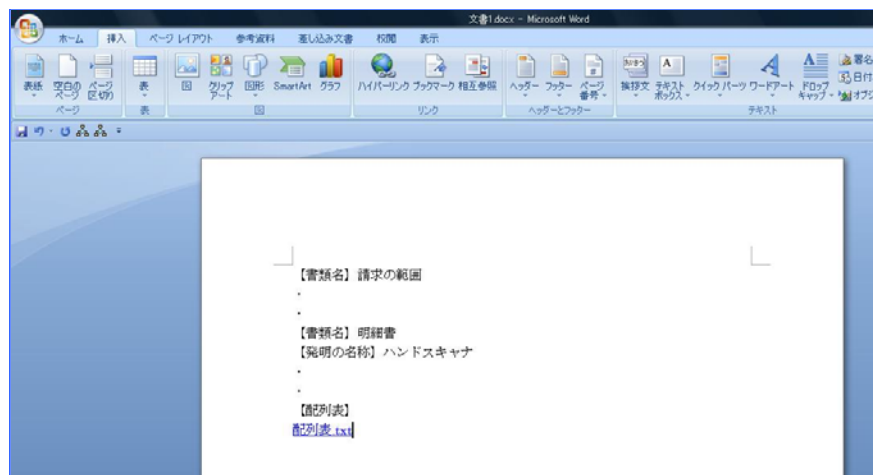 文書1.docx - Microsoft Word
ホーム 挿入 ページ レイアウト 参考資料 差し込み文書 校閲 表示
表紙 空白のページ ページ区切り 表 図 クリップアート 図形 SmartArt グラフ ハイパーリンク ブックマーク 相互参照 ヘッダー フッター ページ番号 挨拶文 テキストボックス クイック パーツ ワードアート ドロップキャップ 署名
日付
オブジ
ページ 表 図 リンク ヘッダーとフッター テキスト
【書類名】請求の範囲
・
・
【書類名】明細書
【発明の名称】ハンドスキャナ
・
・
【配列表】
配列表.txt